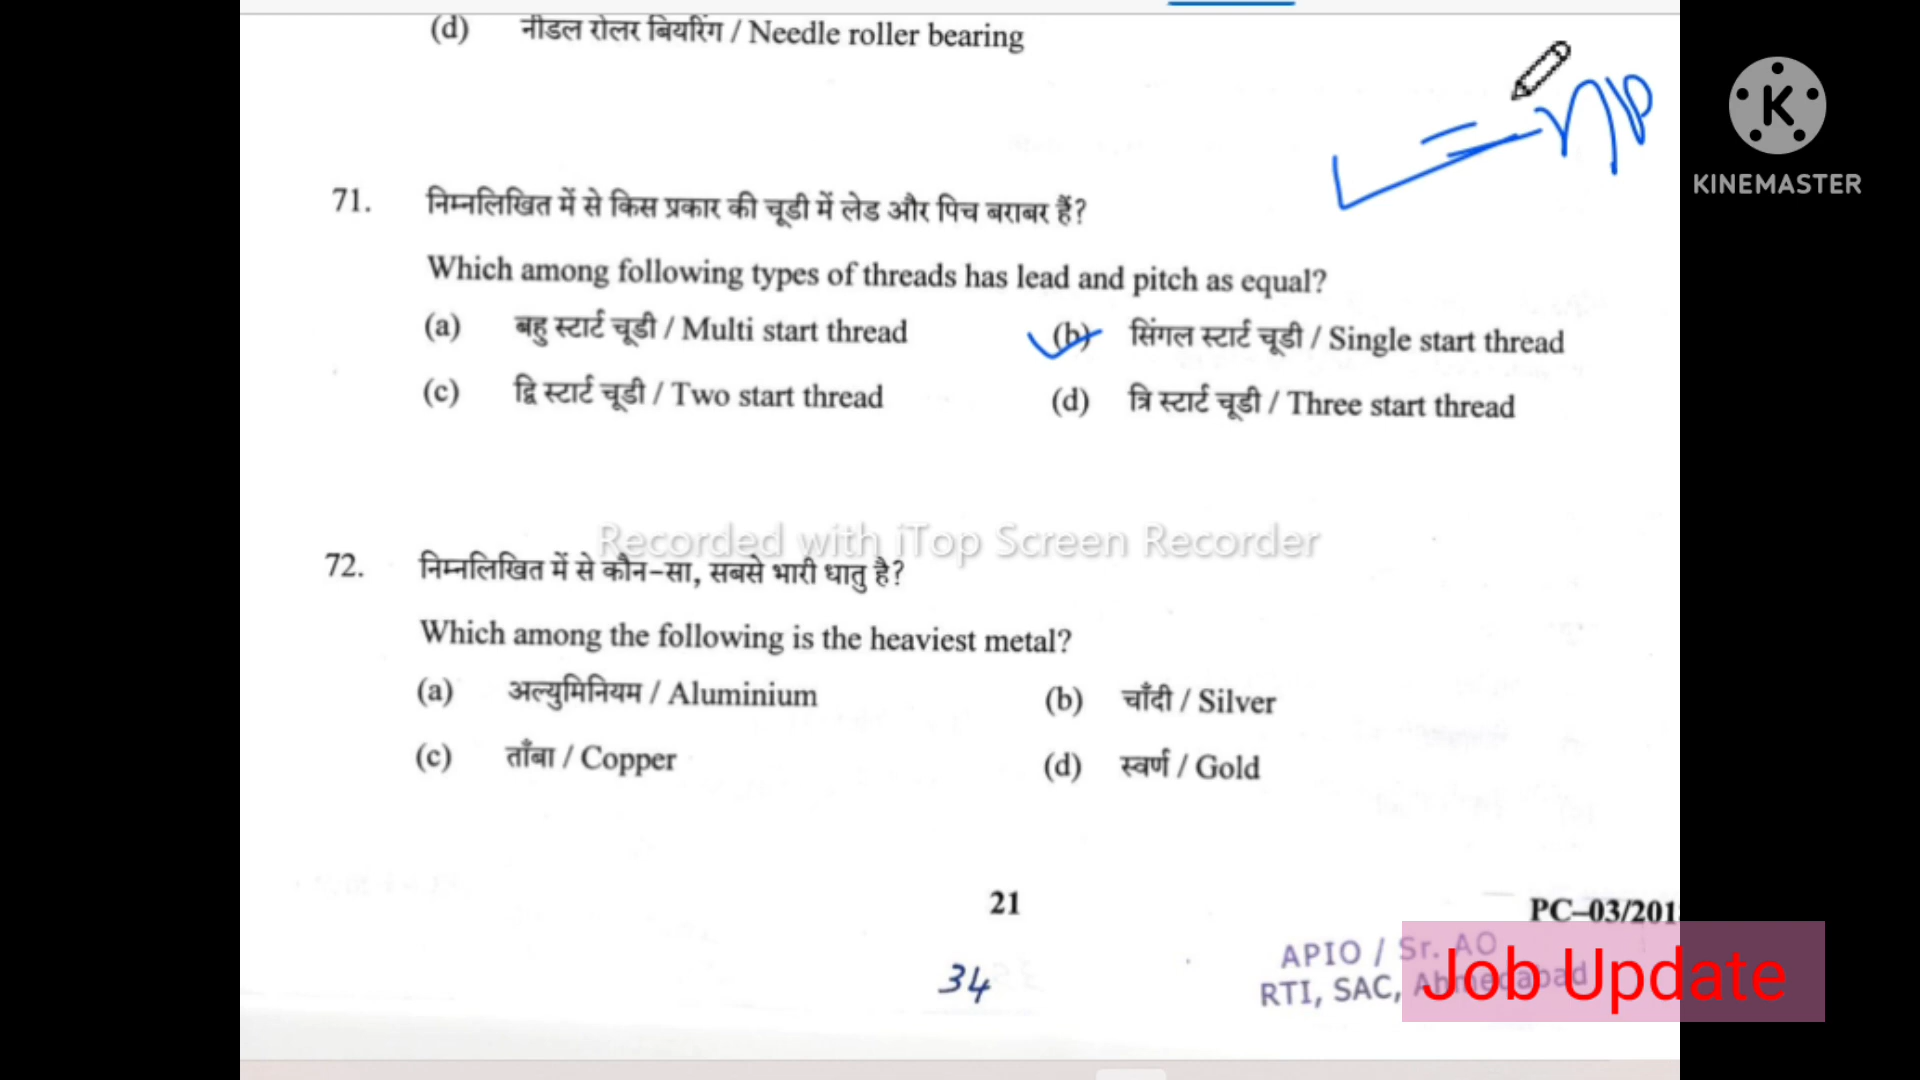 (d) नीडल रोलर बियरिंग / Needle roller bearing
L = np
71. निम्नलिखित में से किस प्रकार की चूडी में लेड और पिच बराबर हैं?
Which among following types of threads has lead and pitch as equal?
(a) बहु स्टार्ट चूडी / Multi start thread (b) सिंगल स्टार्ट चूडी / Single start thread
(c) द्वि स्टार्ट चूडी / Two start thread (d) त्रि स्टार्ट चूडी / Three start thread
Recorded with iTop Screen Recorder
72. निम्नलिखित में से कौन-सा, सबसे भारी धातु है?
Which among the following is the heaviest metal?
(a) अल्युमिनियम / Aluminium (b) चाँदी / Silver
(c) ताँबा / Copper (d) स्वर्ण / Gold
21
PC–03/201
34
APIO / Sr. AO
RTI, SAC, Ahmedabad
Job Update
K
KINEMASTER